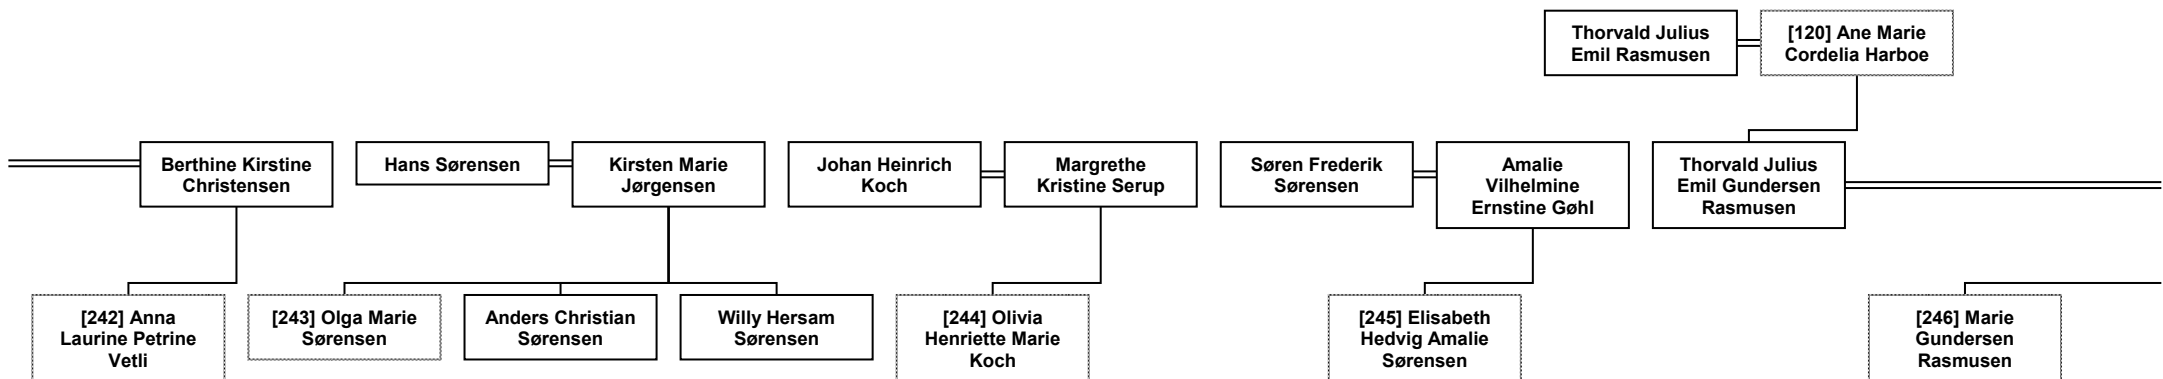 Thorvald Julius
Emil Rasmusen
[120] Ane Marie
Cordelia Harboe
Berthine Kirstine
Christensen
Hans Sørensen
Kirsten Marie
Jørgensen
Johan Heinrich
Koch
Margrethe
Kristine Serup
Søren Frederik
Sørensen
Amalie
Vilhelmine
Ernstine Gøhl
Thorvald Julius
Emil Gundersen
Rasmusen
[242] Anna
Laurine Petrine
Vetli
[243] Olga Marie
Sørensen
Anders Christian
Sørensen
Willy Hersam
Sørensen
[244] Olivia
Henriette Marie
Koch
[245] Elisabeth
Hedvig Amalie
Sørensen
[246] Marie
Gundersen
Rasmusen